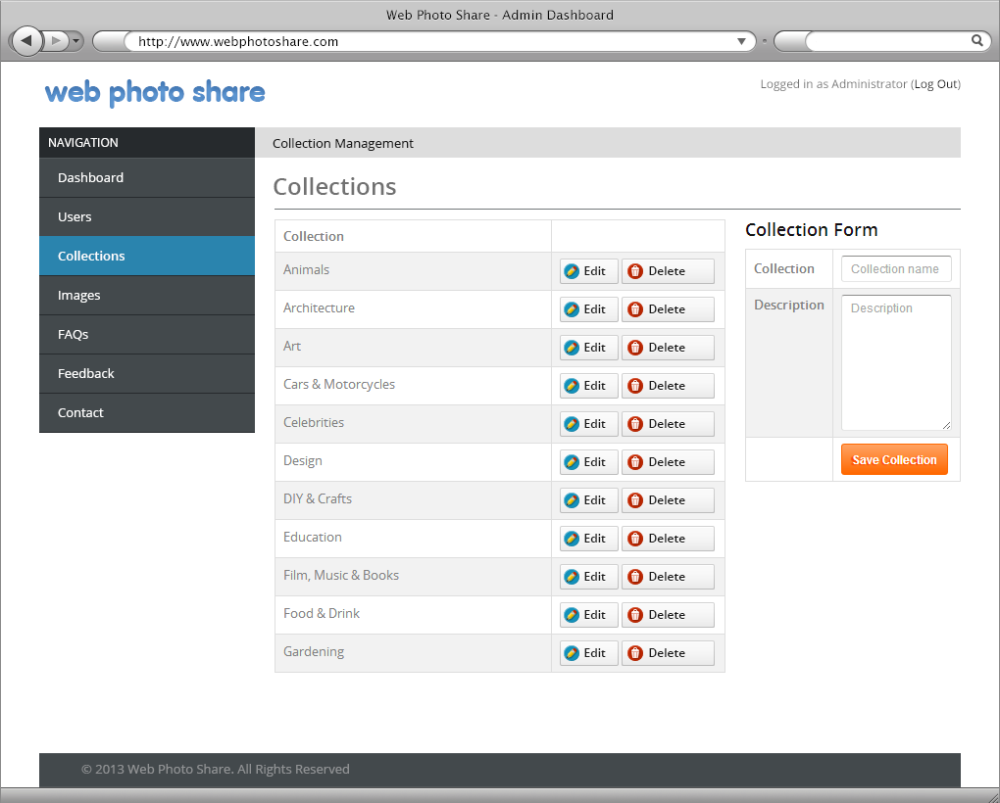 Web Photo Share - Admin Dashboard
http://www.webphotoshare.com
web photo share
Logged in as Administrator (Log Out)
NAVIGATION
Dashboard
Users
Collections
Images
FAQs
Feedback
Contact
Collection Management
Collections
Collection
Animals Edit Delete
Architecture Edit Delete
Art Edit Delete
Cars & Motorcycles Edit Delete
Celebrities Edit Delete
Design Edit Delete
DIY & Crafts Edit Delete
Education Edit Delete
Film, Music & Books Edit Delete
Food & Drink Edit Delete
Gardening Edit Delete
Collection Form
Collection Collection name
Description Description
Save Collection
© 2013 Web Photo Share. All Rights Reserved